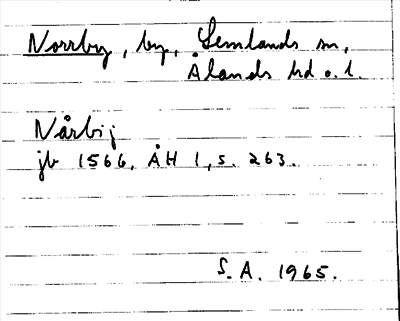 Norrby, by, Lemlands sn,
Ålands hd o. l.
Nårbij
jb 1566, ÅH 1, s. 263.
S. A. 1965.